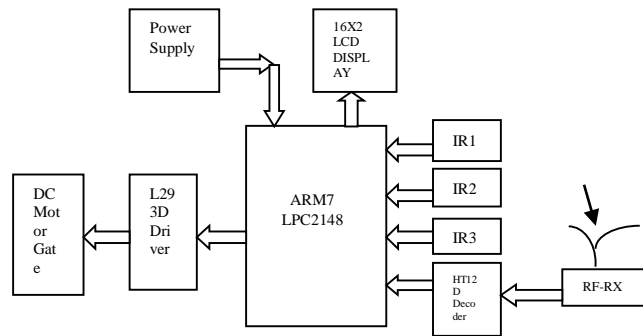 Power
Supply
16X2
LCD
DISPL
AY
IR1
IR2
IR3
ARM7
LPC2148
DC
Mot
or
Gat
e
L29
3D
Dri
ver
HT12
D
Deco
der
RF-RX